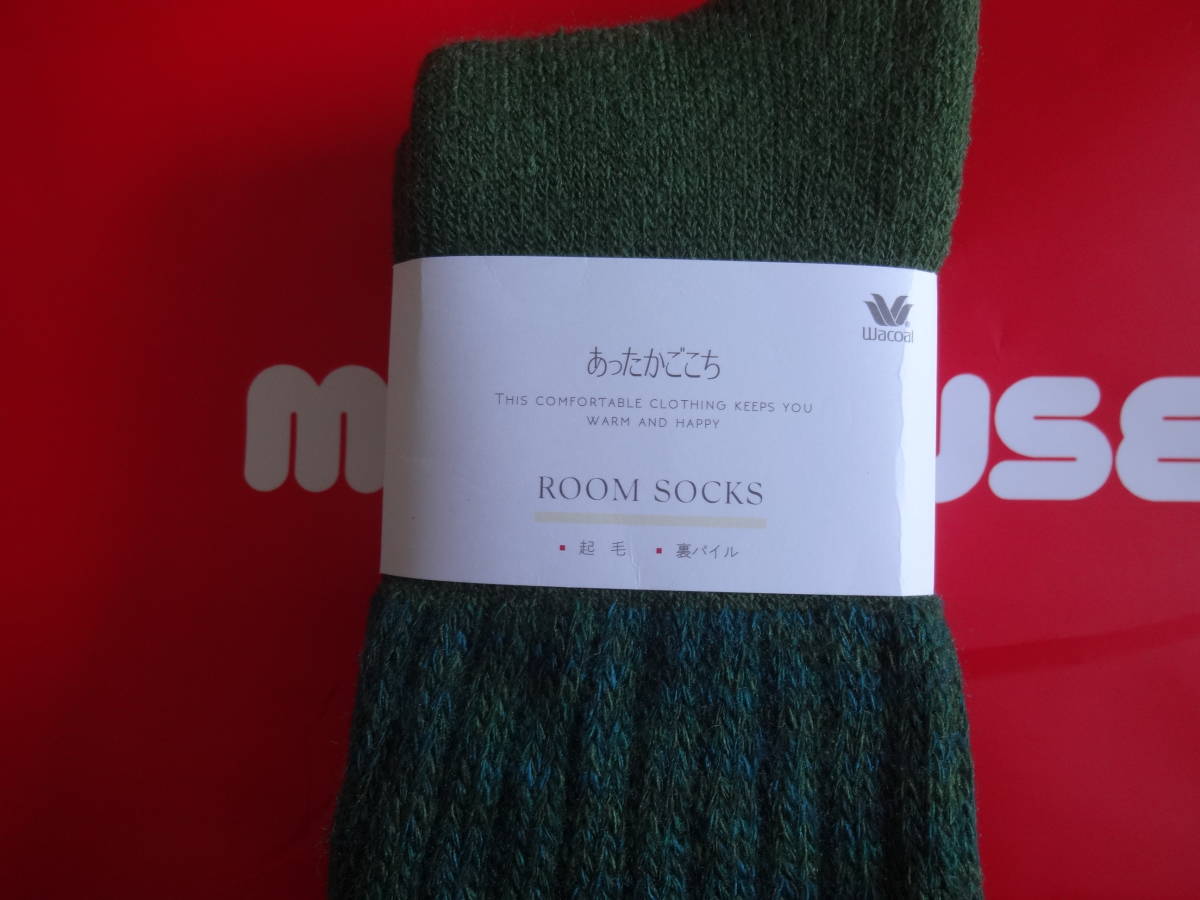 Wacoal
あったかごこち
THIS COMFORTABLE CLOTHING KEEPS YOU
WARM AND HAPPY
ROOM SOCKS
▪ 起 毛 ▪ 裏パイル